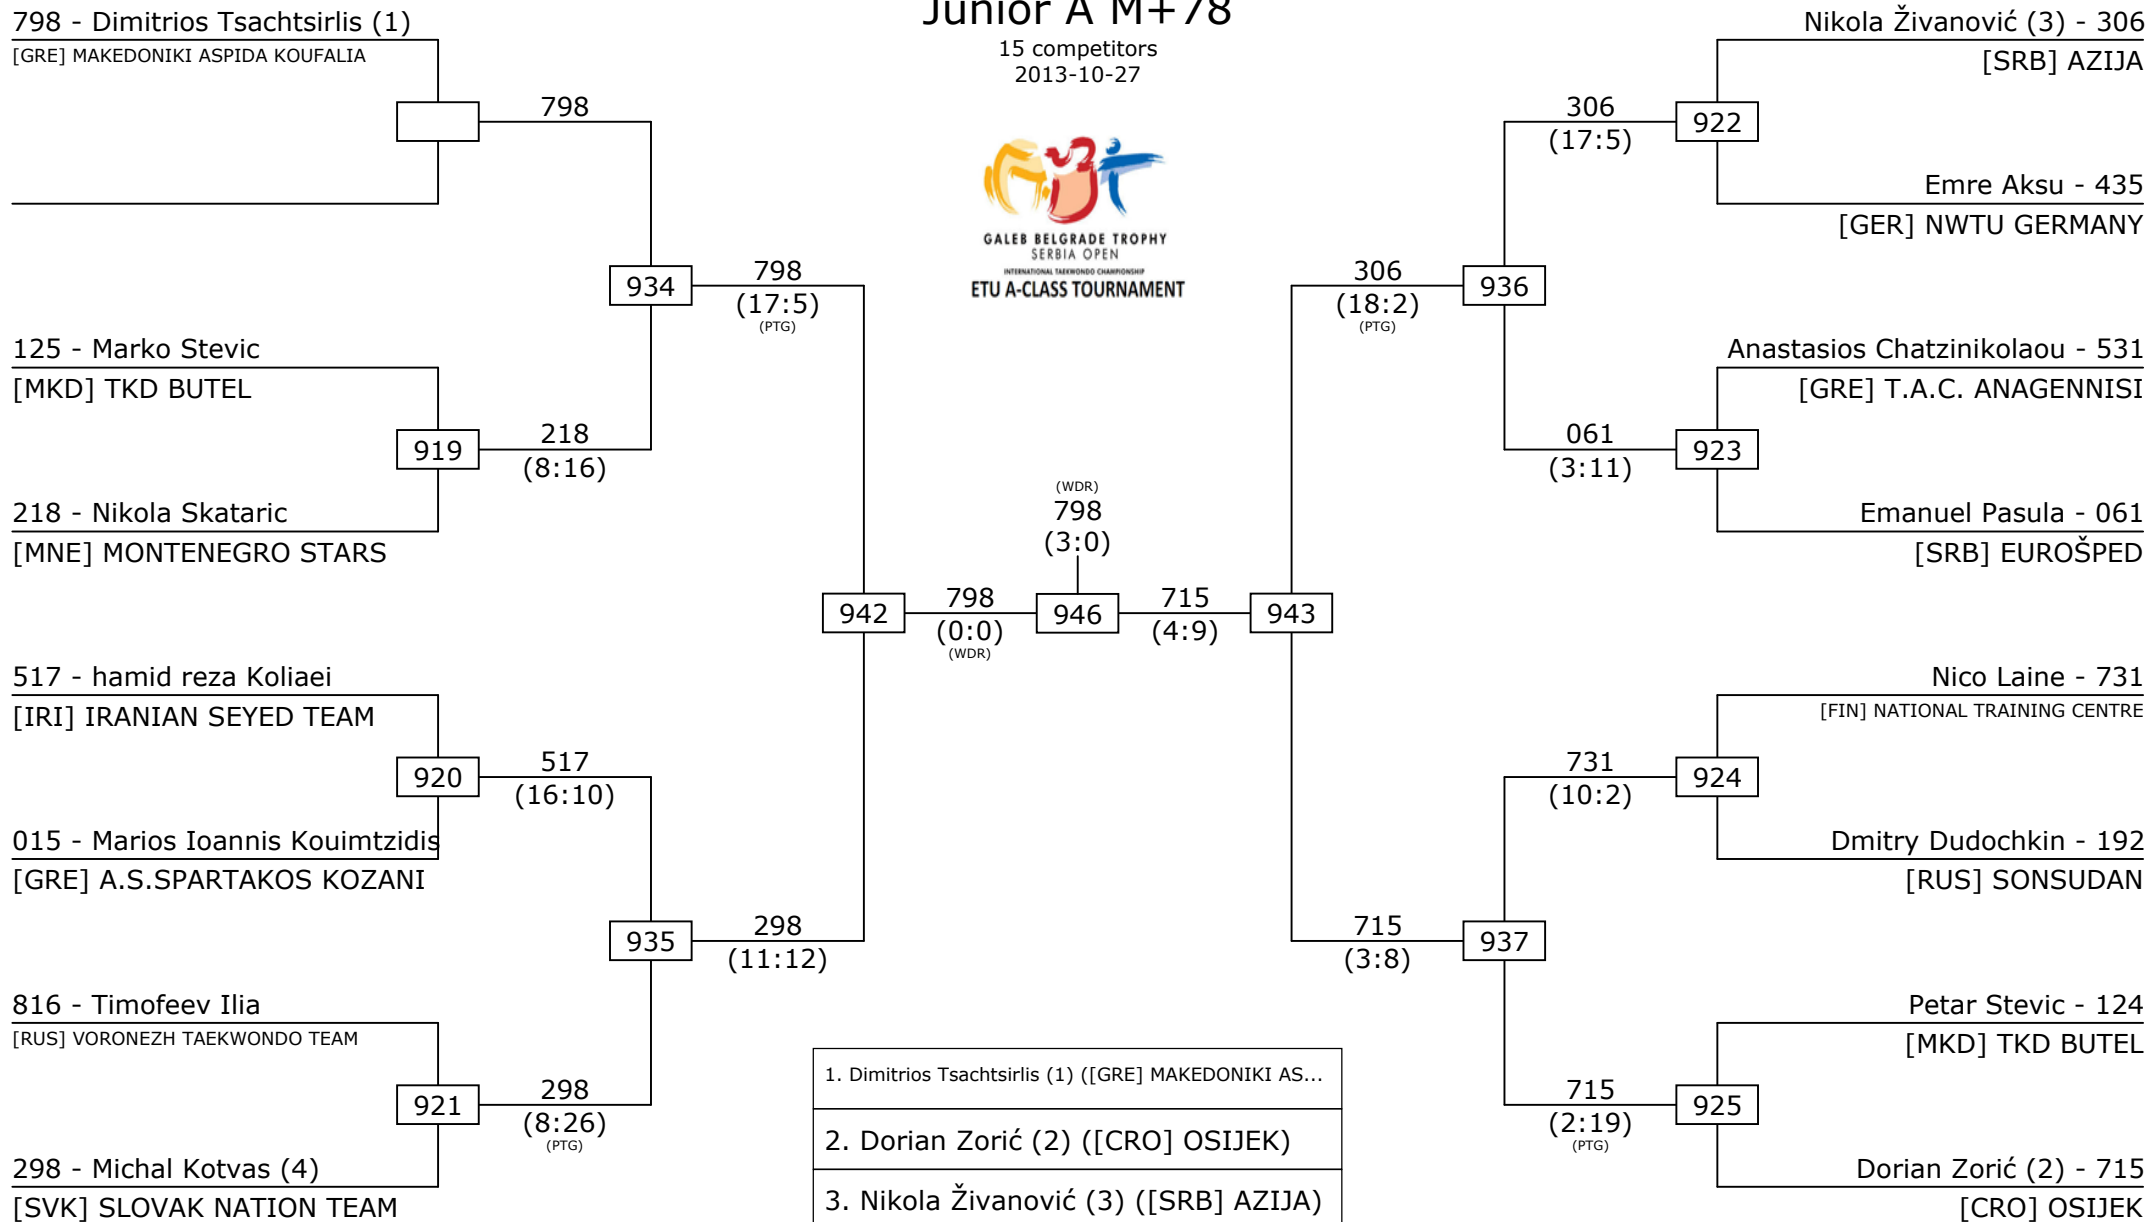 Junior A M+78
15 competitors
2013-10-27
GALEB BELGRADE TROPHY
SERBIA OPEN
INTERNATIONAL TAEKWONDO CHAMPIONSHIP
ETU A-CLASS TOURNAMENT
798 - Dimitrios Tsachtsirlis (1)
[GRE] MAKEDONIKI ASPIDA KOUFALIA
798
934
798
(17:5)
(PTG)
125 - Marko Stevic
[MKD] TKD BUTEL
919
218
(8:16)
218 - Nikola Skataric
[MNE] MONTENEGRO STARS
942
798
(0:0)
(WDR)
517 - hamid reza Koliaei
[IRI] IRANIAN SEYED TEAM
920
517
(16:10)
015 - Marios Ioannis Kouimtzidis
[GRE] A.S.SPARTAKOS KOZANI
935
298
(11:12)
816 - Timofeev Ilia
[RUS] VORONEZH TAEKWONDO TEAM
921
298
(8:26)
(PTG)
298 - Michal Kotvas (4)
[SVK] SLOVAK NATION TEAM
(WDR)
798
(3:0)
946
Nikola Živanović (3) - 306
[SRB] AZIJA
306
(17:5)
922
Emre Aksu - 435
[GER] NWTU GERMANY
306
(18:2)
(PTG)
936
Anastasios Chatzinikolaou - 531
[GRE] T.A.C. ANAGENNISI
061
(3:11)
923
Emanuel Pasula - 061
[SRB] EUROŠPED
715
(4:9)
943
Nico Laine - 731
[FIN] NATIONAL TRAINING CENTRE
731
(10:2)
924
Dmitry Dudochkin - 192
[RUS] SONSUDAN
715
(3:8)
937
Petar Stevic - 124
[MKD] TKD BUTEL
715
(2:19)
(PTG)
925
Dorian Zorić (2) - 715
[CRO] OSIJEK
1. Dimitrios Tsachtsirlis (1) ([GRE] MAKEDONIKI AS...
2. Dorian Zorić (2) ([CRO] OSIJEK)
3. Nikola Živanović (3) ([SRB] AZIJA)